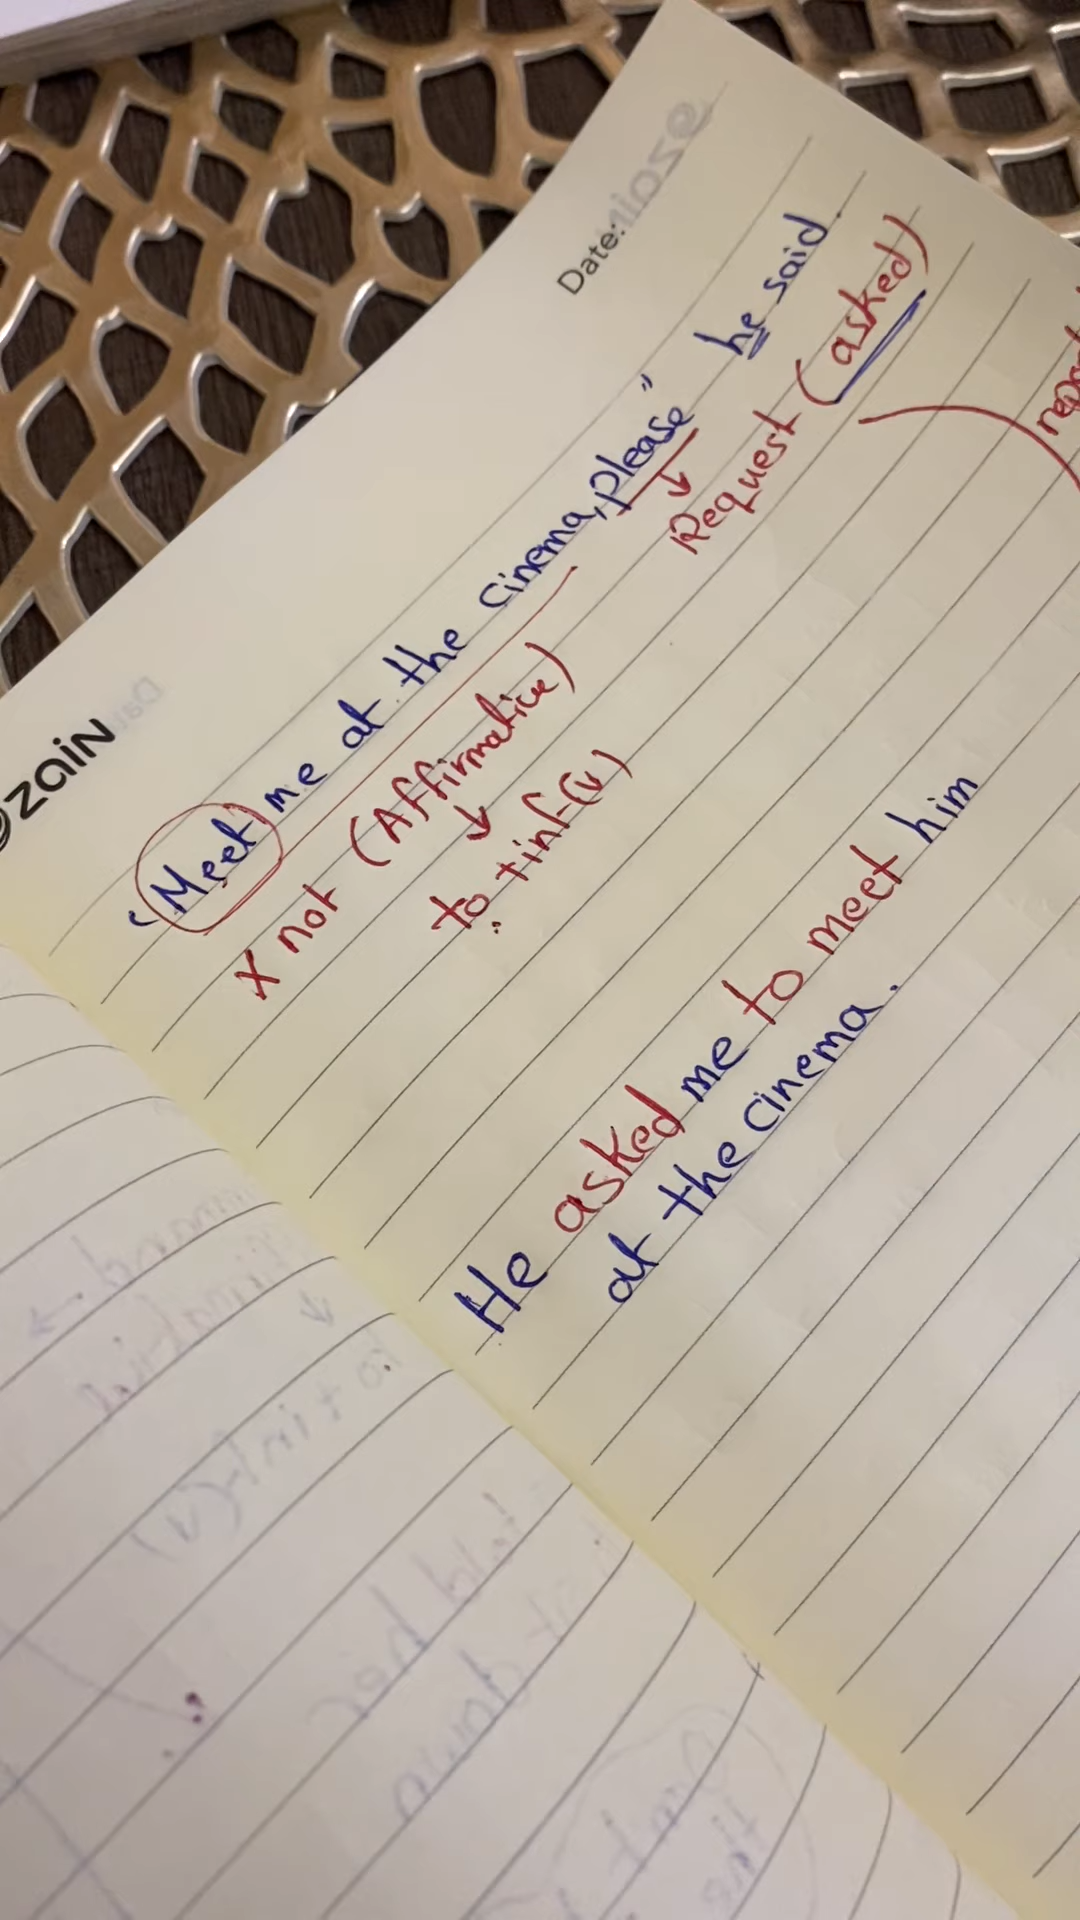 zain
Date:
"Meet me at the cinema, please" he said.
Request (asked)
X not (Affirmative)
to + inf-(v)
He asked me to meet him
at the cinema.